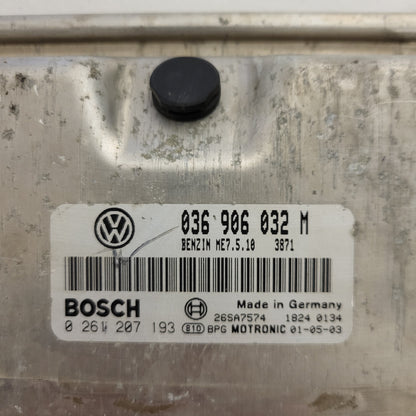 036 906 032 M
BENZIN ME7.5.10 3871
BOSCH
Made in Germany
26SA7574 1824 0134
0 261 207 193 810 BPG MOTRONIC 01-05-03